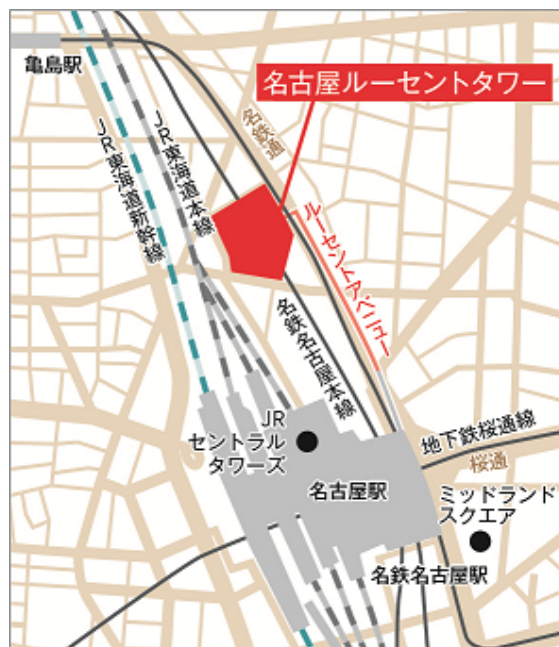 亀島駅
名古屋ルーセントタワー
名鉄通
JR東海道本線
JR東海道新幹線
ルーセントアベニュー
名鉄名古屋本線
JR
セントラル
タワーズ
地下鉄桜通線
桜通
名古屋駅
ミッドランド
スクエア
名鉄名古屋駅